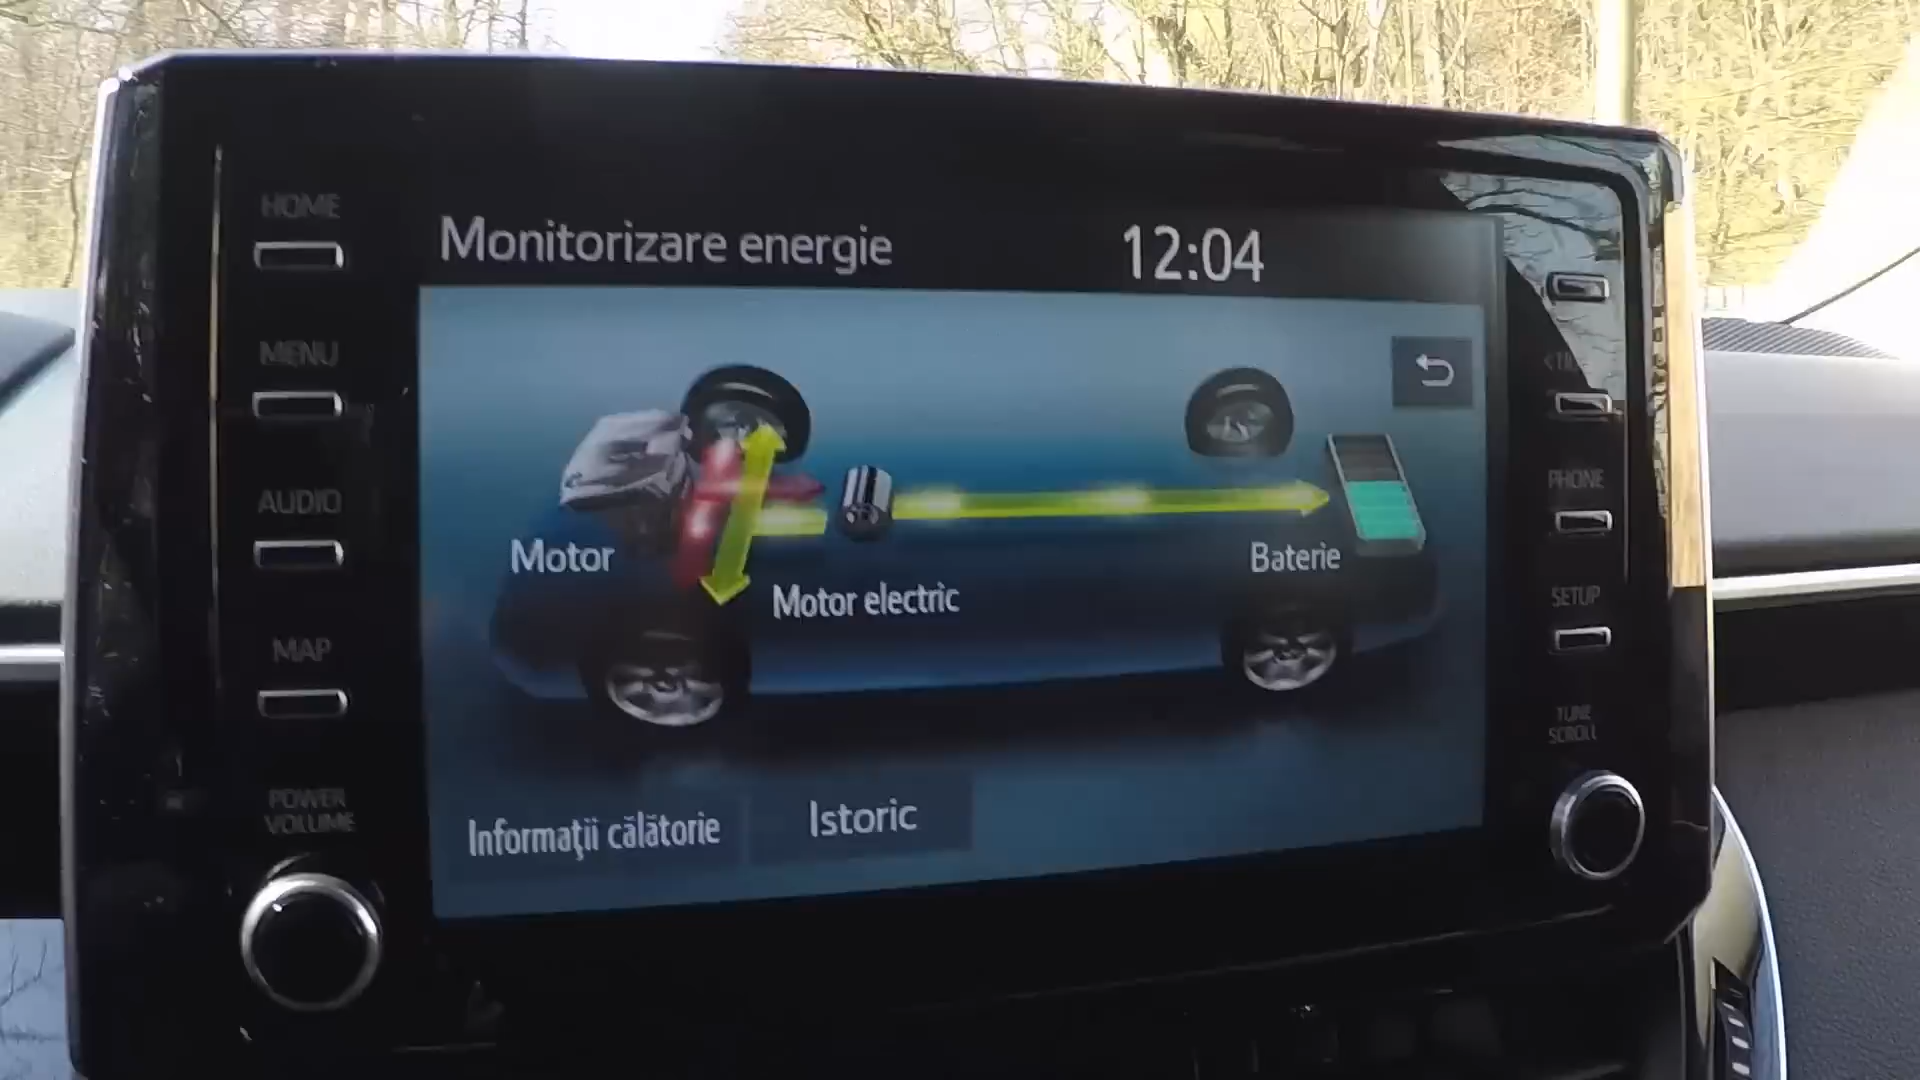 HOME
MENU
AUDIO
MAP
POWER
VOLUME
Monitorizare energie
12:04
Motor
Motor electric
Baterie
Informaţii călătorie
Istoric
PHONE
SETUP
TUNE
SCROLL